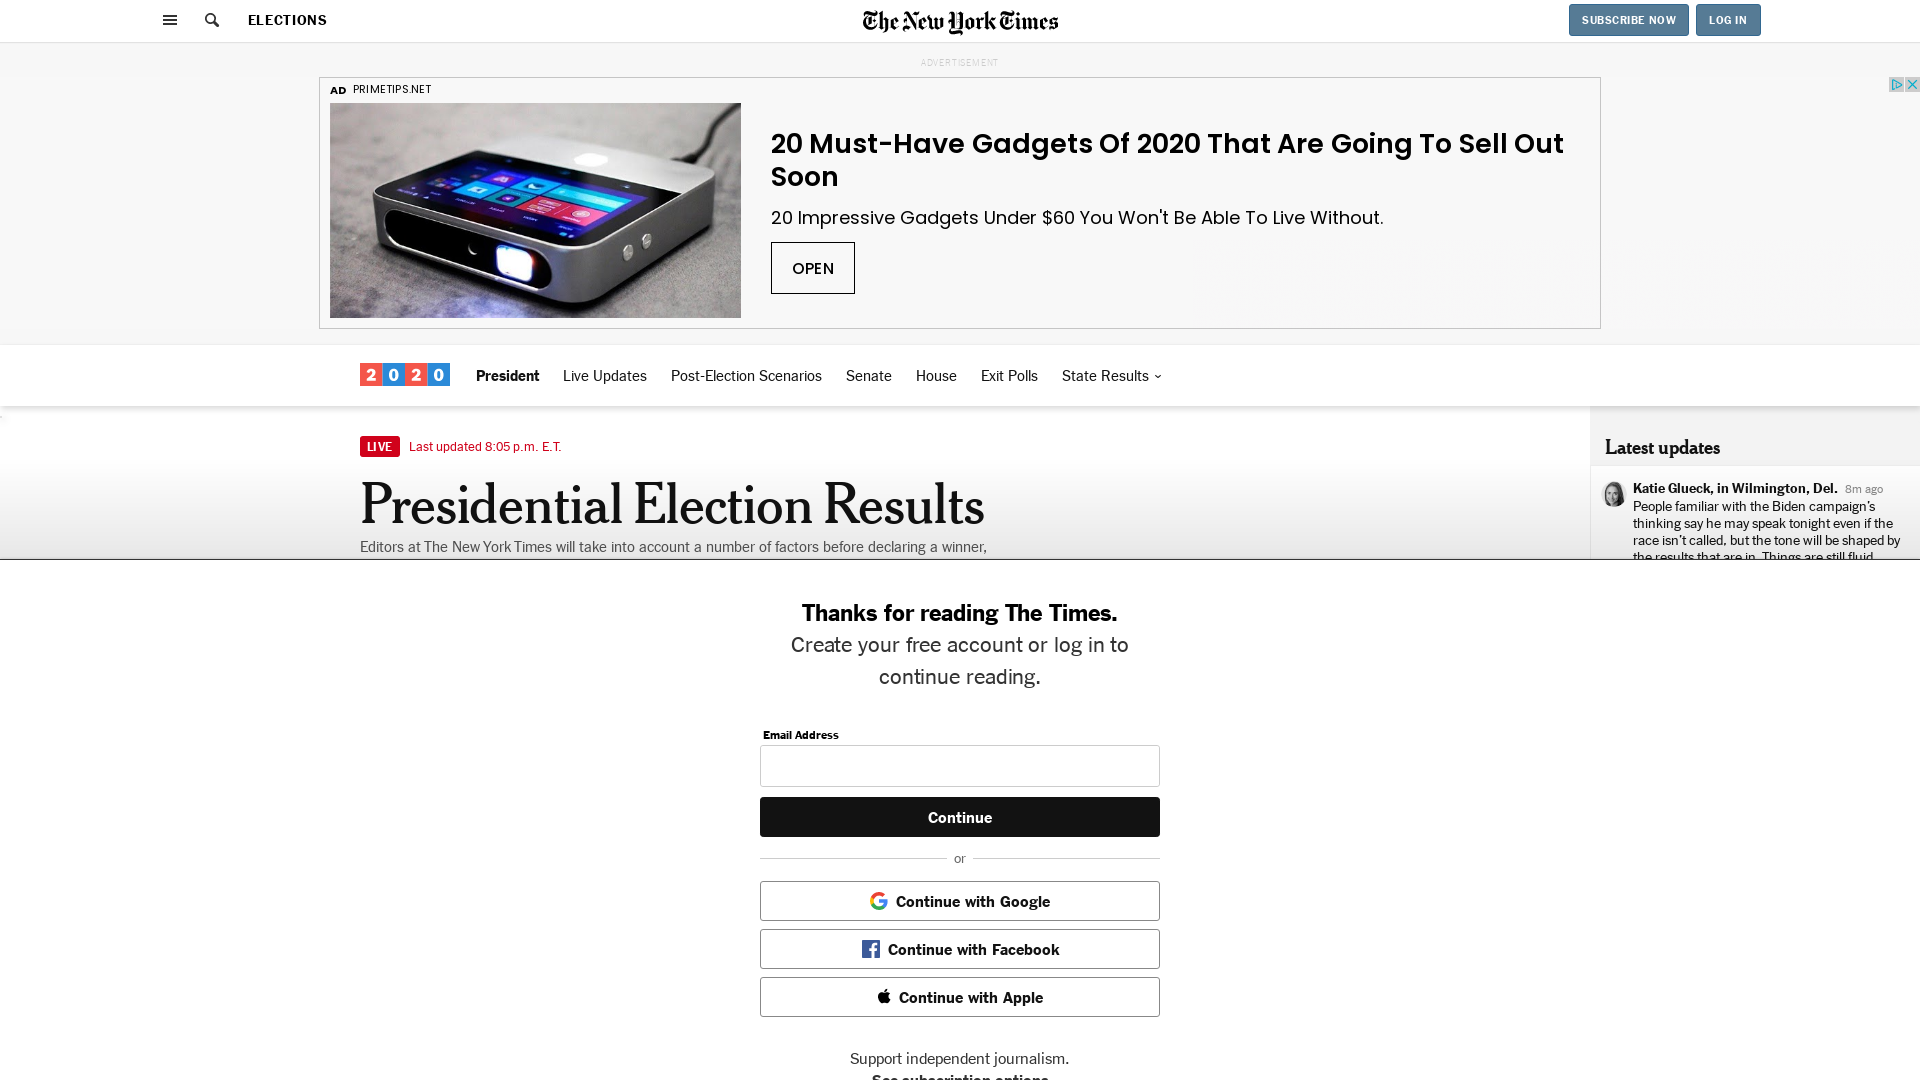 ELECTIONS
The New York Times
SUBSCRIBE NOW
LOG IN
ADVERTISEMENT
AD PRIMETIPS.NET
20 Must-Have Gadgets Of 2020 That Are Going To Sell Out
Soon
20 Impressive Gadgets Under $60 You Won't Be Able To Live Without.
OPEN
2020
President
Live Updates
Post-Election Scenarios
Senate
House
Exit Polls
State Results
LIVE Last updated 8:05 p.m. E.T.
Presidential Election Results
Editors at The New York Times will take into account a number of factors before declaring a winner,
Latest updates
Katie Glueck, in Wilmington, Del. 8m ago
People familiar with the Biden campaign’s
thinking say he may speak tonight even if the
race isn’t called, but the tone will be shaped by
the results that are in. Things are still fluid.
Thanks for reading The Times.
Create your free account or log in to
continue reading.
Email Address
Continue
or
Continue with Google
Continue with Facebook
Continue with Apple
Support independent journalism.
See subscription options